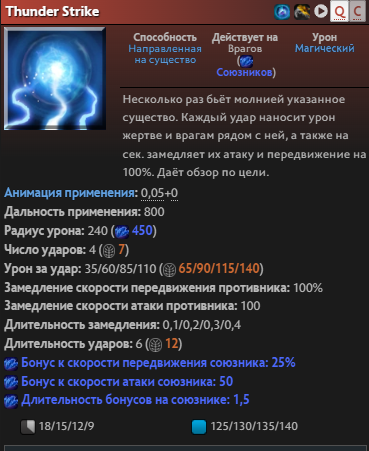 Thunder Strike
Q C
Способность
Направленная
на существо
Действует на
Врагов
(
Союзников)
Урон
Магический
Несколько раз бьёт молнией указанное
существо. Каждый удар наносит урон
жертве и врагам рядом с ней, а также на
сек. замедляет их атаку и передвижение на
100%. Даёт обзор по цели.
Анимация применения: 0,05+0
Дальность применения: 800
Радиус урона: 240 ( 450)
Число ударов: 4 ( 7)
Урон за удар: 35/60/85/110 ( 65/90/115/140)
Замедление скорости передвижения противника: 100%
Замедление скорости атаки противника: 100
Длительность замедления: 0,1/0,2/0,3/0,4
Длительность ударов: 6 ( 12)
Бонус к скорости передвижения союзника: 25%
Бонус к скорости атаки союзника: 50
Длительность бонусов на союзнике: 1,5
18/15/12/9 125/130/135/140